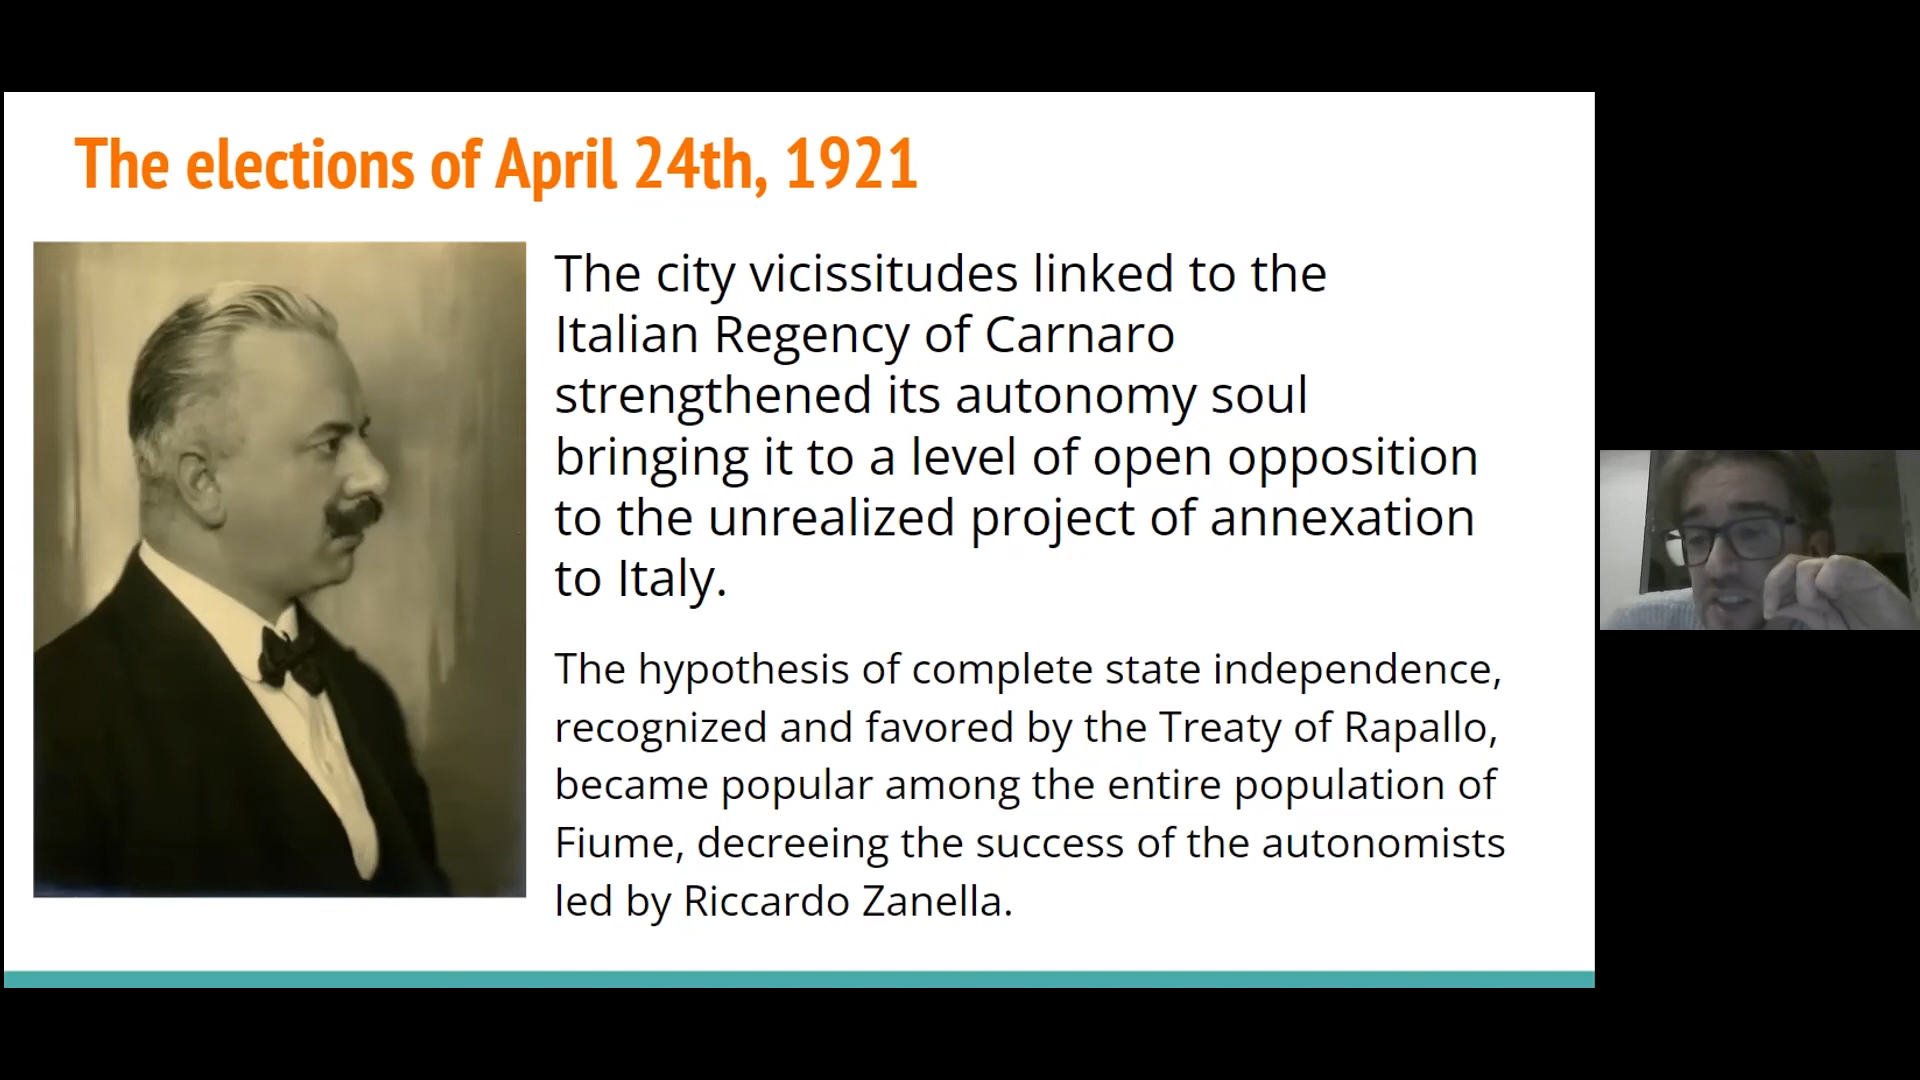 The elections of April 24th, 1921
The city vicissitudes linked to the
Italian Regency of Carnaro
strengthened its autonomy soul
bringing it to a level of open opposition
to the unrealized project of annexation
to Italy.
The hypothesis of complete state independence,
recognized and favored by the Treaty of Rapallo,
became popular among the entire population of
Fiume, decreeing the success of the autonomists
led by Riccardo Zanella.